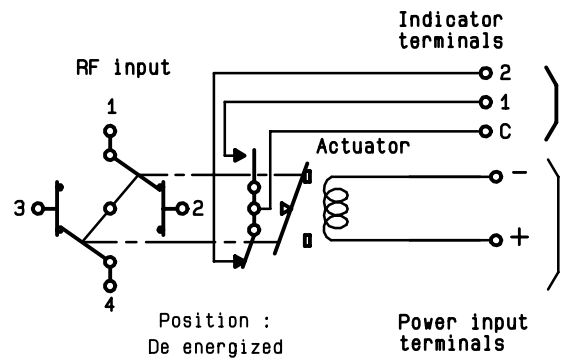 Indicator
terminals
RF input
2
1
1
C
Actuator
−
3
2
+
4
Position :
De energized
Power input
terminals